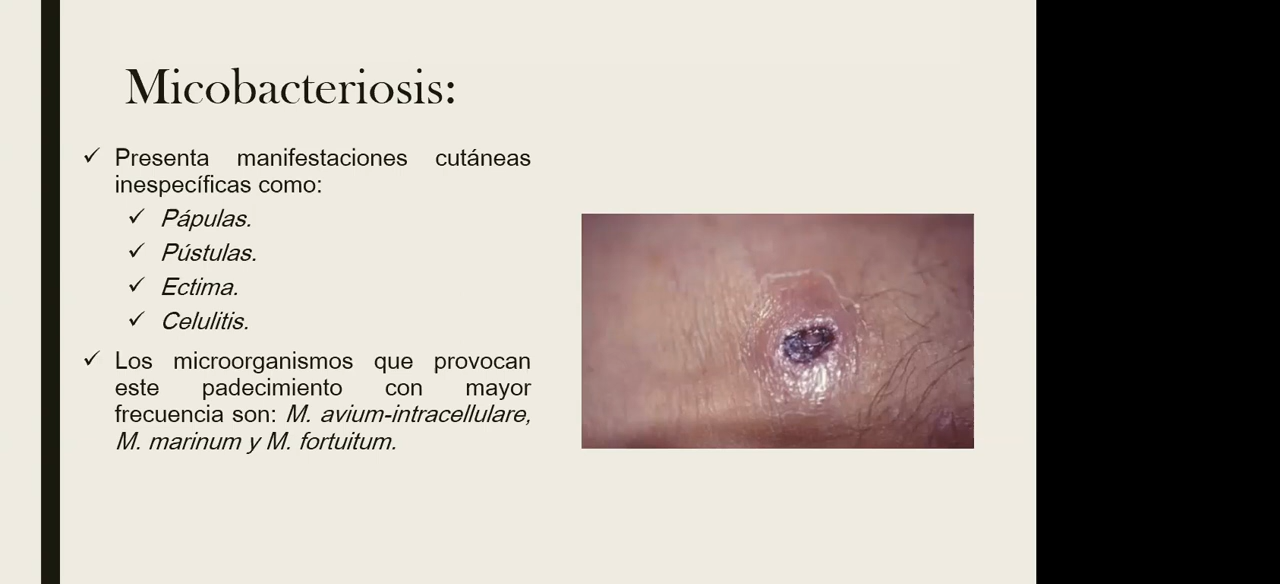 Micobacteriosis:
✓ Presenta manifestaciones cutáneas
inespecíficas como:
✓ Pápulas.
✓ Pústulas.
✓ Ectima.
✓ Celulitis.
✓ Los microorganismos que provocan
este padecimiento con mayor
frecuencia son: M. avium-intracellulare,
M. marinum y M. fortuitum.